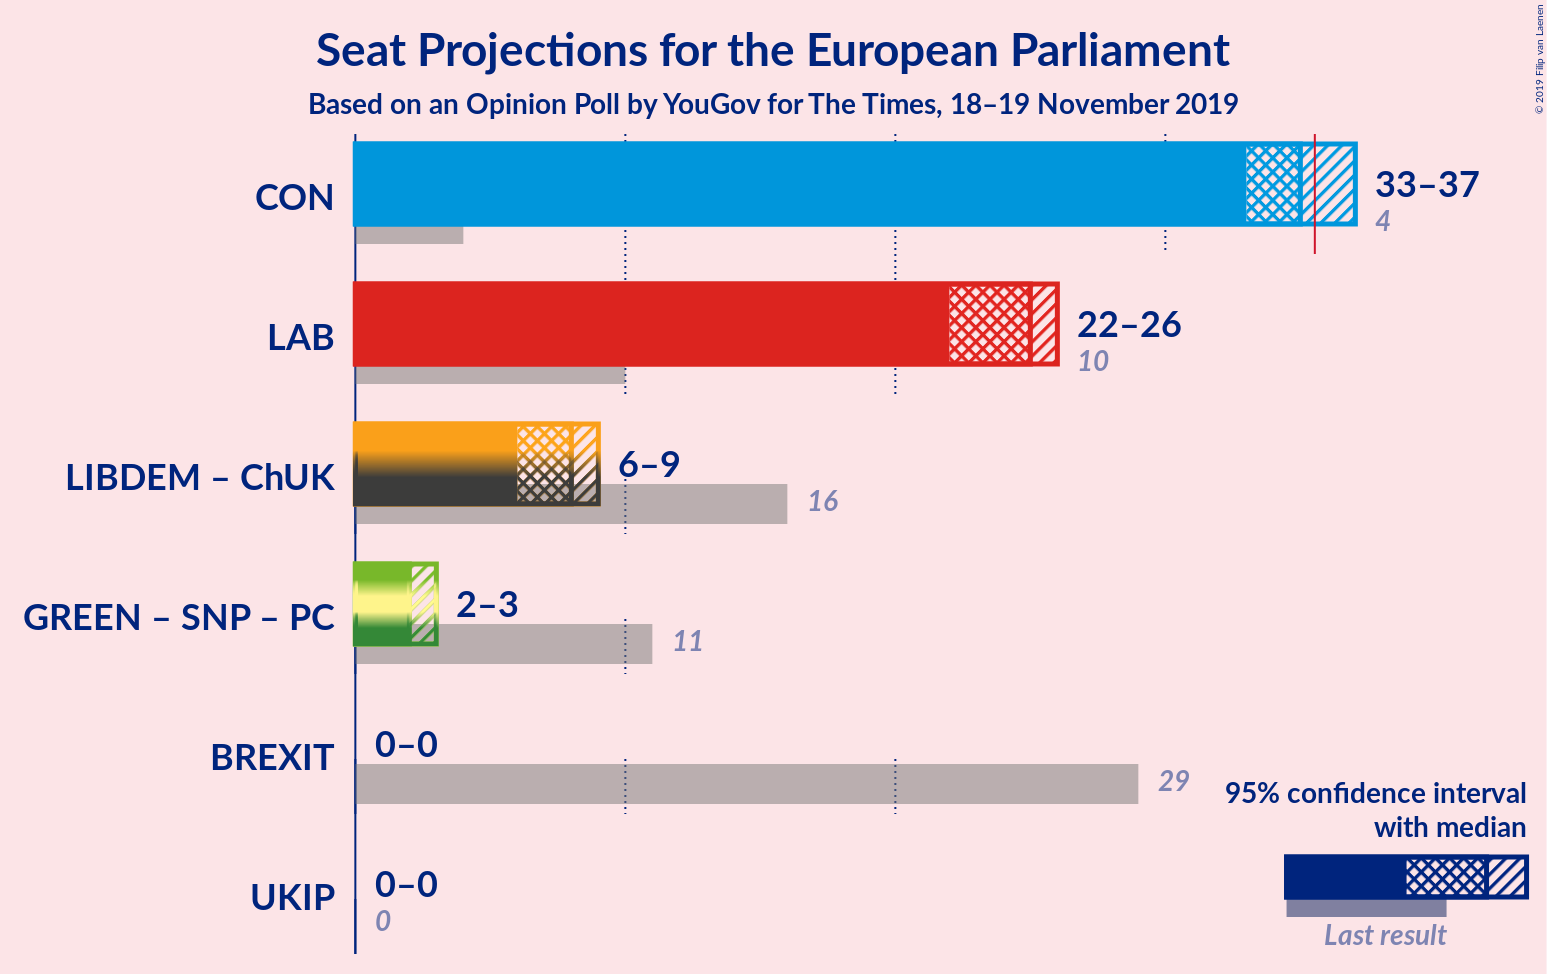 Seat Projections for the European Parliament
Based on an Opinion Poll by YouGov for The Times, 18–19 November 2019
© 2019 Filip van Laenen
CON
33–37
4
LAB
22–26
10
LIBDEM – ChUK
6–9
16
GREEN – SNP – PC
2–3
11
BREXIT
0–0
29
UKIP
0–0
0
95% confidence interval
with median
Last result